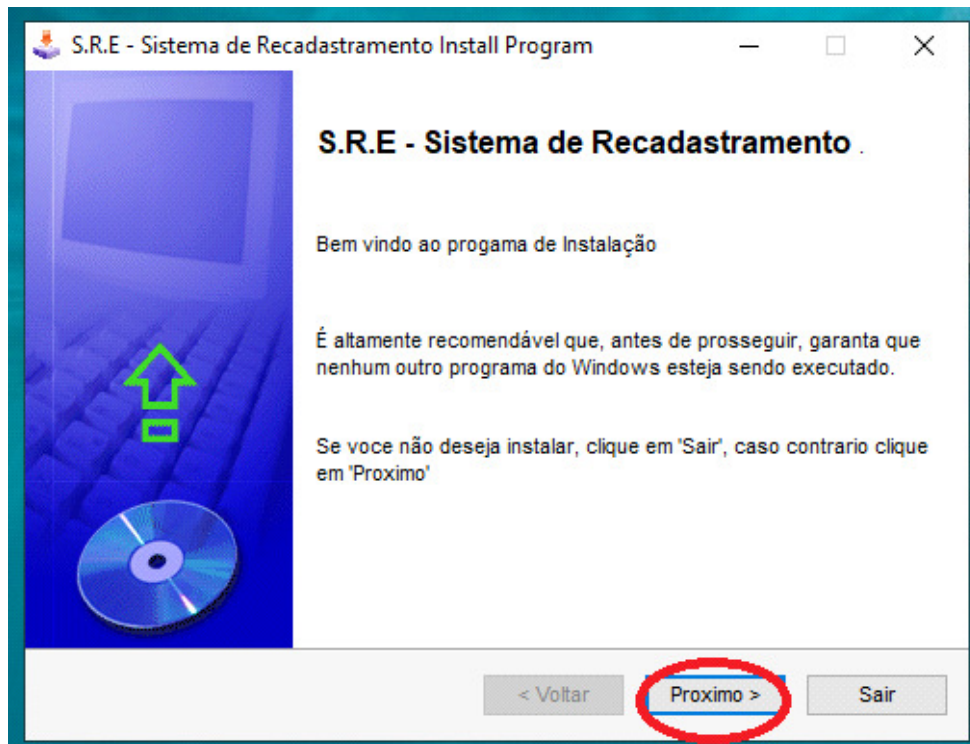 S.R.E - Sistema de Recadastramento Install Program
S.R.E - Sistema de Recadastramento .
Bem vindo ao progama de Instalação
É altamente recomendável que, antes de prosseguir, garanta que
nenhum outro programa do Windows esteja sendo executado.
Se voce não deseja instalar, clique em 'Sair', caso contrario clique
em 'Proximo'
< Voltar
Proximo >
Sair